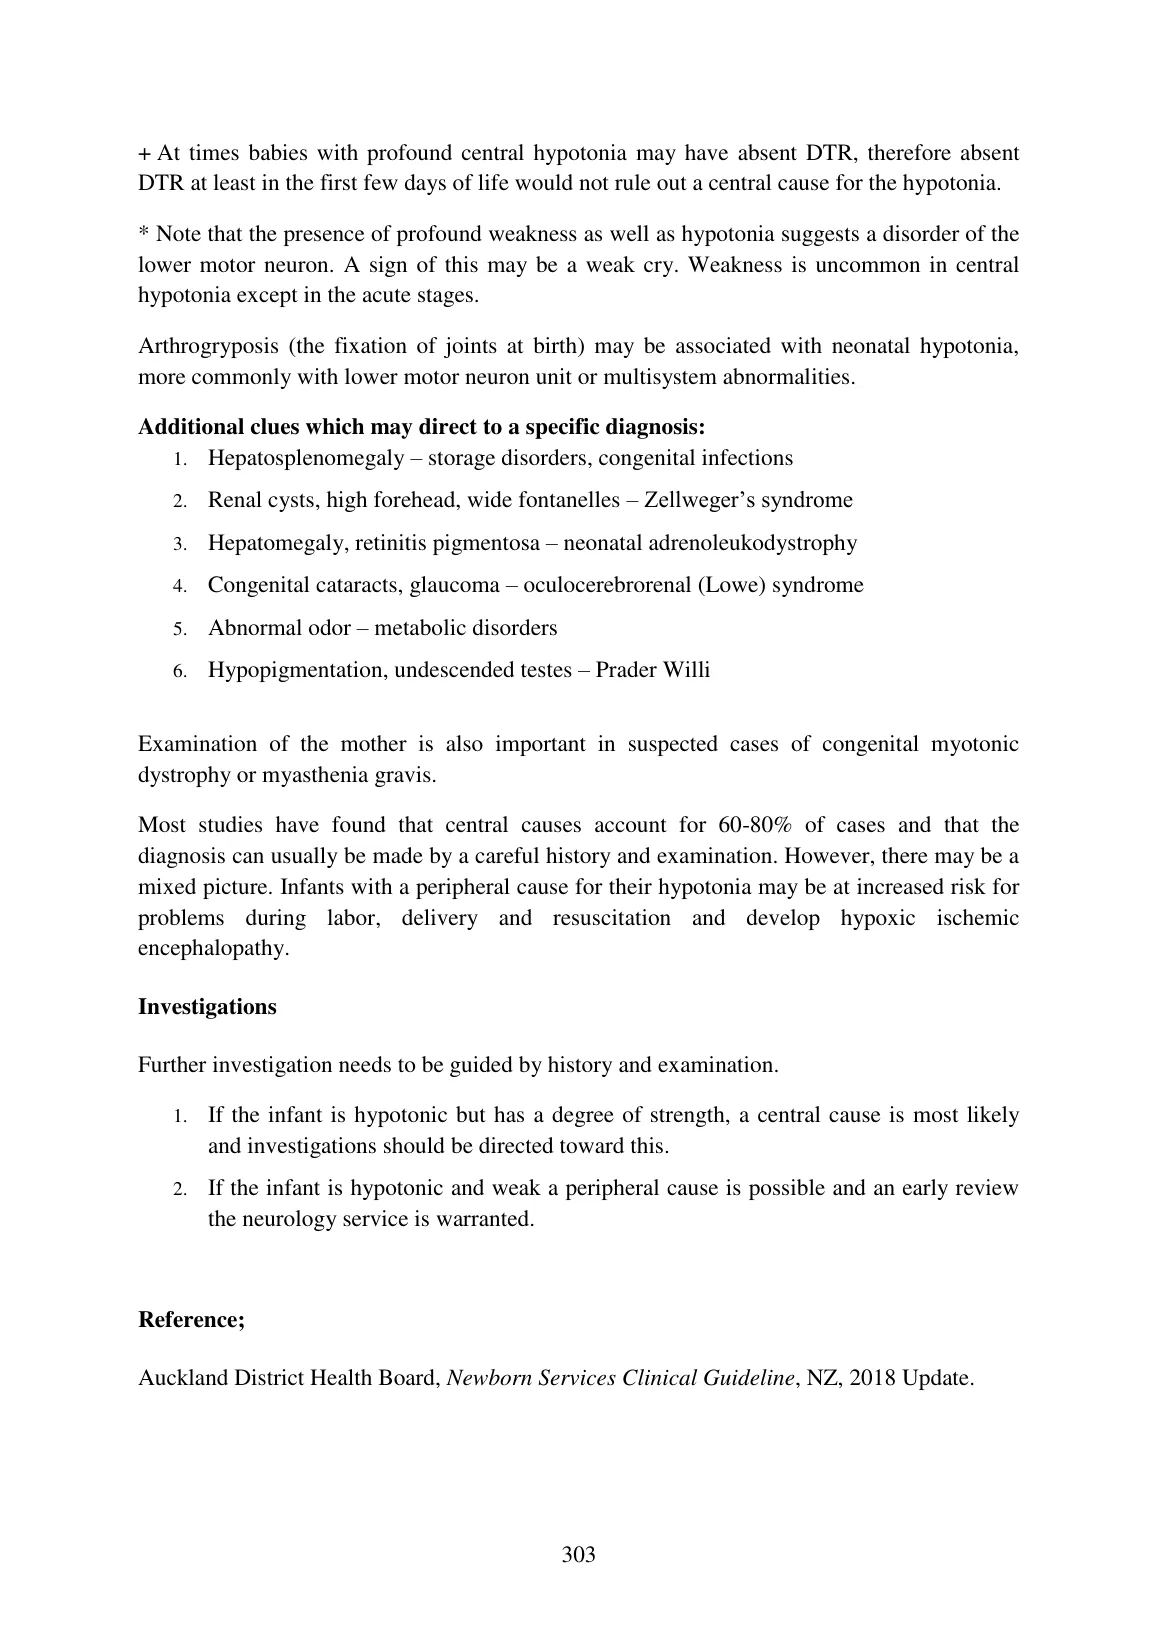 + At times babies with profound central hypotonia may have absent DTR, therefore absent
DTR at least in the first few days of life would not rule out a central cause for the hypotonia.
* Note that the presence of profound weakness as well as hypotonia suggests a disorder of the
lower motor neuron. A sign of this may be a weak cry. Weakness is uncommon in central
hypotonia except in the acute stages.
Arthrogryposis (the fixation of joints at birth) may be associated with neonatal hypotonia,
more commonly with lower motor neuron unit or multisystem abnormalities.
Additional clues which may direct to a specific diagnosis:
1. Hepatosplenomegaly – storage disorders, congenital infections
2. Renal cysts, high forehead, wide fontanelles – Zellweger’s syndrome
3. Hepatomegaly, retinitis pigmentosa – neonatal adrenoleukodystrophy
4. Congenital cataracts, glaucoma – oculocerebrorenal (Lowe) syndrome
5. Abnormal odor – metabolic disorders
6. Hypopigmentation, undescended testes – Prader Willi
Examination of the mother is also important in suspected cases of congenital myotonic
dystrophy or myasthenia gravis.
Most studies have found that central causes account for 60-80% of cases and that the
diagnosis can usually be made by a careful history and examination. However, there may be a
mixed picture. Infants with a peripheral cause for their hypotonia may be at increased risk for
problems during labor, delivery and resuscitation and develop hypoxic ischemic
encephalopathy.
Investigations
Further investigation needs to be guided by history and examination.
1. If the infant is hypotonic but has a degree of strength, a central cause is most likely
and investigations should be directed toward this.
2. If the infant is hypotonic and weak a peripheral cause is possible and an early review
the neurology service is warranted.
Reference;
Auckland District Health Board, Newborn Services Clinical Guideline, NZ, 2018 Update.
303